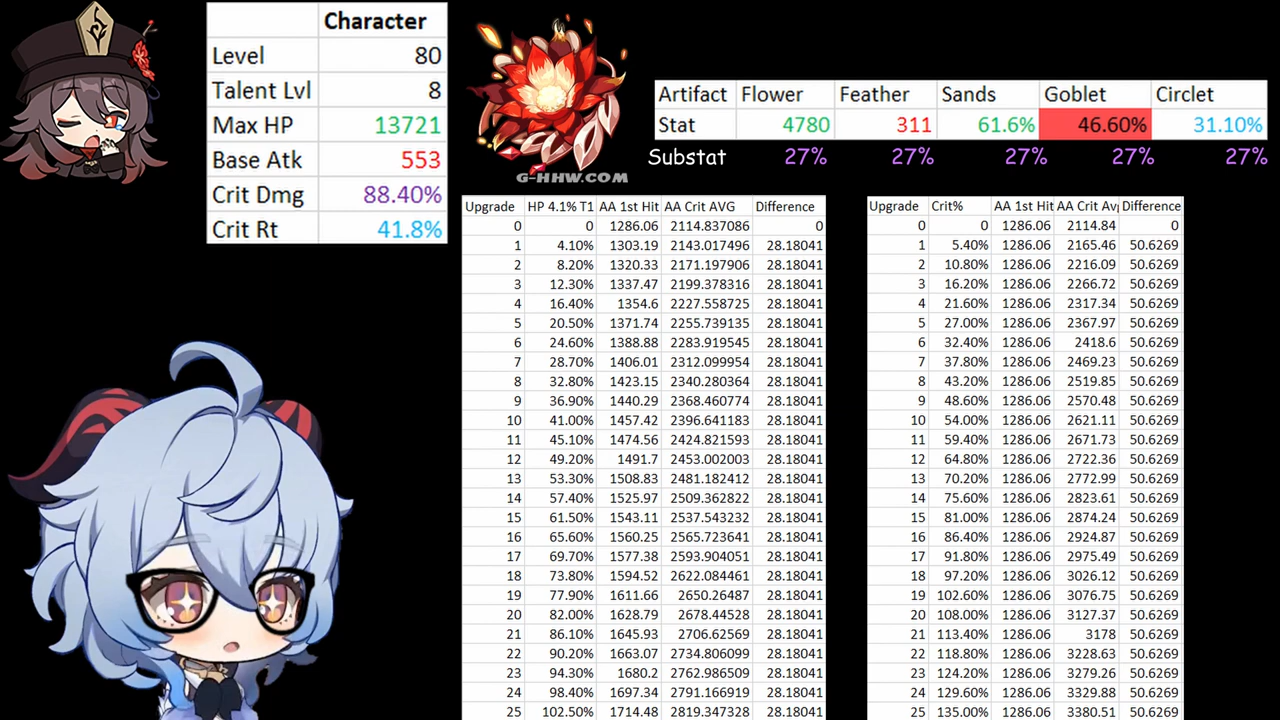 Character
Level 80
Talent Lvl 8
Max HP 13721
Base Atk 553
Crit Dmg 88.40%
Crit Rt 41.8%
G-HHW.COM
Artifact Flower Feather Sands Goblet Circlet
Stat 4780 311 61.6% 46.60% 31.10%
Substat 27% 27% 27% 27% 27%
Upgrade HP 4.1% T1 AA 1st Hit AA Crit AVG Difference
0 0 1286.06 2114.837086 0
1 4.10% 1303.19 2143.017496 28.18041
2 8.20% 1320.33 2171.197906 28.18041
3 12.30% 1337.47 2199.378316 28.18041
4 16.40% 1354.6 2227.558725 28.18041
5 20.50% 1371.74 2255.739135 28.18041
6 24.60% 1388.88 2283.919545 28.18041
7 28.70% 1406.01 2312.099954 28.18041
8 32.80% 1423.15 2340.280364 28.18041
9 36.90% 1440.29 2368.460774 28.18041
10 41.00% 1457.42 2396.641183 28.18041
11 45.10% 1474.56 2424.821593 28.18041
12 49.20% 1491.7 2453.002003 28.18041
13 53.30% 1508.83 2481.182412 28.18041
14 57.40% 1525.97 2509.362822 28.18041
15 61.50% 1543.11 2537.543232 28.18041
16 65.60% 1560.25 2565.723641 28.18041
17 69.70% 1577.38 2593.904051 28.18041
18 73.80% 1594.52 2622.084461 28.18041
19 77.90% 1611.66 2650.26487 28.18041
20 82.00% 1628.79 2678.44528 28.18041
21 86.10% 1645.93 2706.62569 28.18041
22 90.20% 1663.07 2734.806099 28.18041
23 94.30% 1680.2 2762.986509 28.18041
24 98.40% 1697.34 2791.166919 28.18041
25 102.50% 1714.48 2819.347328 28.18041
Upgrade Crit% AA 1st Hit AA Crit Av Difference
0 0 1286.06 2114.84 0
1 5.40% 1286.06 2165.46 50.6269
2 10.80% 1286.06 2216.09 50.6269
3 16.20% 1286.06 2266.72 50.6269
4 21.60% 1286.06 2317.34 50.6269
5 27.00% 1286.06 2367.97 50.6269
6 32.40% 1286.06 2418.6 50.6269
7 37.80% 1286.06 2469.23 50.6269
8 43.20% 1286.06 2519.85 50.6269
9 48.60% 1286.06 2570.48 50.6269
10 54.00% 1286.06 2621.11 50.6269
11 59.40% 1286.06 2671.73 50.6269
12 64.80% 1286.06 2722.36 50.6269
13 70.20% 1286.06 2772.99 50.6269
14 75.60% 1286.06 2823.61 50.6269
15 81.00% 1286.06 2874.24 50.6269
16 86.40% 1286.06 2924.87 50.6269
17 91.80% 1286.06 2975.49 50.6269
18 97.20% 1286.06 3026.12 50.6269
19 102.60% 1286.06 3076.75 50.6269
20 108.00% 1286.06 3127.37 50.6269
21 113.40% 1286.06 3178 50.6269
22 118.80% 1286.06 3228.63 50.6269
23 124.20% 1286.06 3279.26 50.6269
24 129.60% 1286.06 3329.88 50.6269
25 135.00% 1286.06 3380.51 50.6269